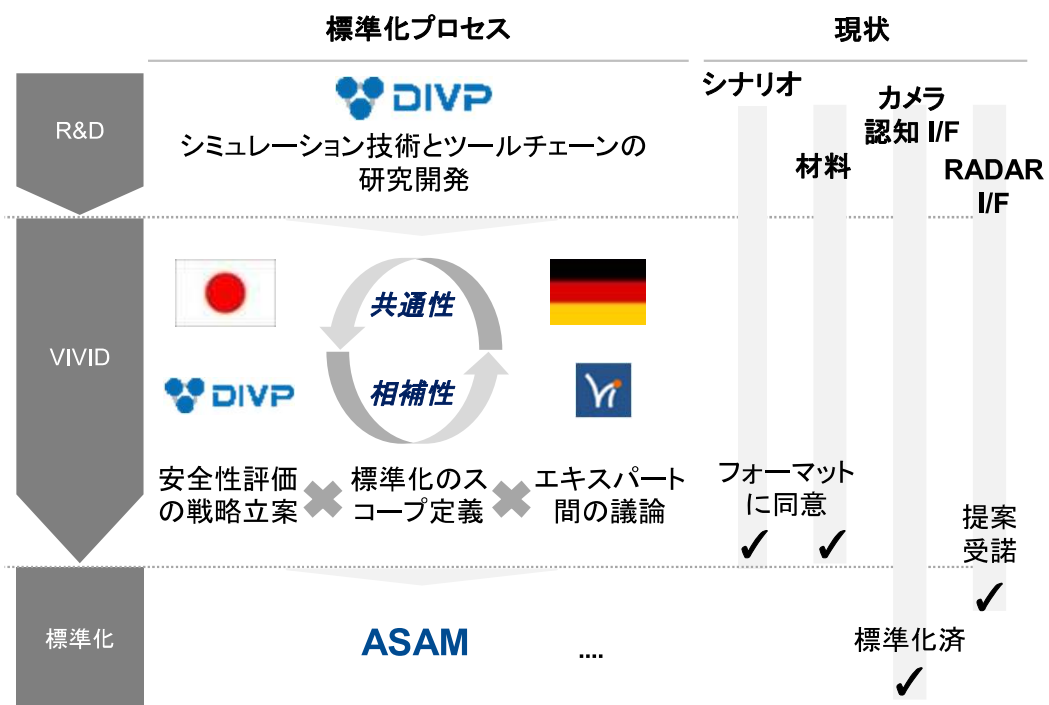 標準化プロセス
現状
R&D
DIVP
シミュレーション技術とツールチェーンの
研究開発
シナリオ
材料
カメラ
認知 I/F
RADAR
I/F
VIVID
共通性
相補性
DIVP
安全性評価
の戦略立案
標準化のス
コープ定義
エキスパート
間の議論
フォーマット
に同意
提案
受諾
標準化
ASAM
....
標準化済